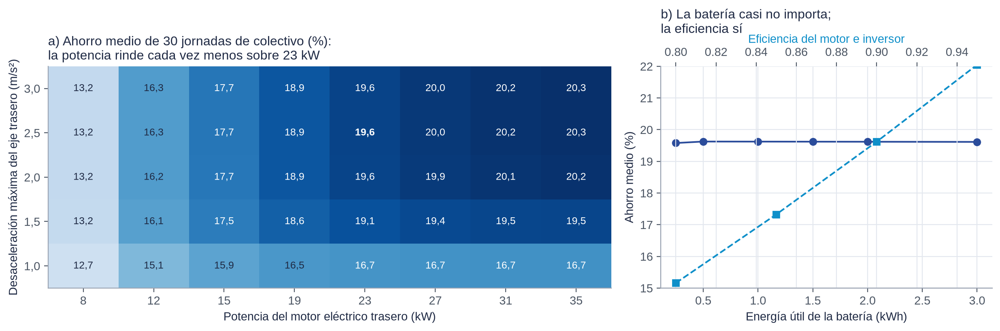 a) Ahorro medio de 30 jornadas de colectivo (%):
la potencia rinde cada vez menos sobre 23 kW
Desaceleración máxima del eje trasero (m/s²)
3,0 13,2 16,3 17,7 18,9 19,6 20,0 20,2 20,3
2,5 13,2 16,3 17,7 18,9 19,6 20,0 20,2 20,3
2,0 13,2 16,2 17,7 18,9 19,6 19,9 20,1 20,2
1,5 13,2 16,1 17,5 18,6 19,1 19,4 19,5 19,5
1,0 12,7 15,1 15,9 16,5 16,7 16,7 16,7 16,7
8 12 15 19 23 27 31 35
Potencia del motor eléctrico trasero (kW)
b) La batería casi no importa;
la eficiencia sí
Eficiencia del motor e inversor
0.80 0.82 0.84 0.86 0.88 0.90 0.92 0.94
Ahorro medio (%)
22
21
20
19
18
17
16
15
0.5 1.0 1.5 2.0 2.5 3.0
Energía útil de la batería (kWh)